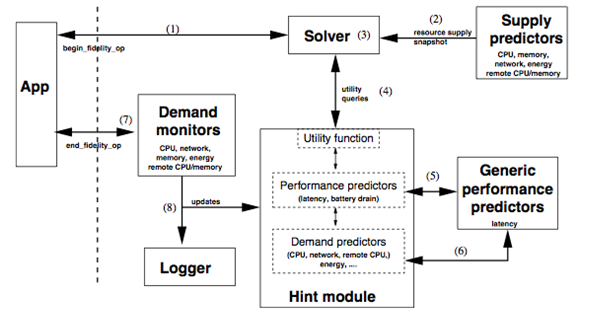 (1)
begin_fidelity_op
App
(7)
end_fidelity_op
Solver (3)
(2)
resource supply
snapshot
Supply
predictors
CPU, memory,
network, energy
remote CPU/memory
utility
queries
(4)
Demand
monitors
CPU, network,
memory, energy
remote CPU/memory
(8)
updates
Logger
Utility function
Performance predictors
(latency, battery drain)
(5)
Generic
performance
predictors
latency
Demand predictors
(CPU, network, remote CPU,)
energy, ....
(6)
Hint module